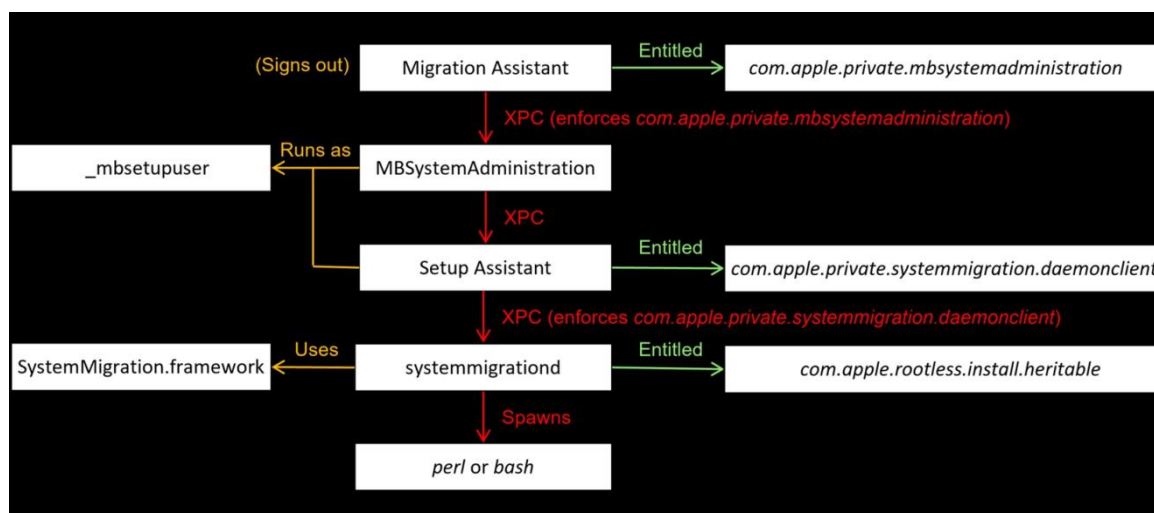 (Signs out)
Migration Assistant
Entitled
com.apple.private.mbsystemadministration
XPC (enforces com.apple.private.mbsystemadministration)
_mbsetupuser
Runs as
MBSystemAdministration
XPC
Setup Assistant
Entitled
com.apple.private.systemmigration.daemonclient
XPC (enforces com.apple.private.systemmigration.daemonclient)
SystemMigration.framework
Uses
systemmigrationd
Entitled
com.apple.rootless.install.heritable
Spawns
perl or bash